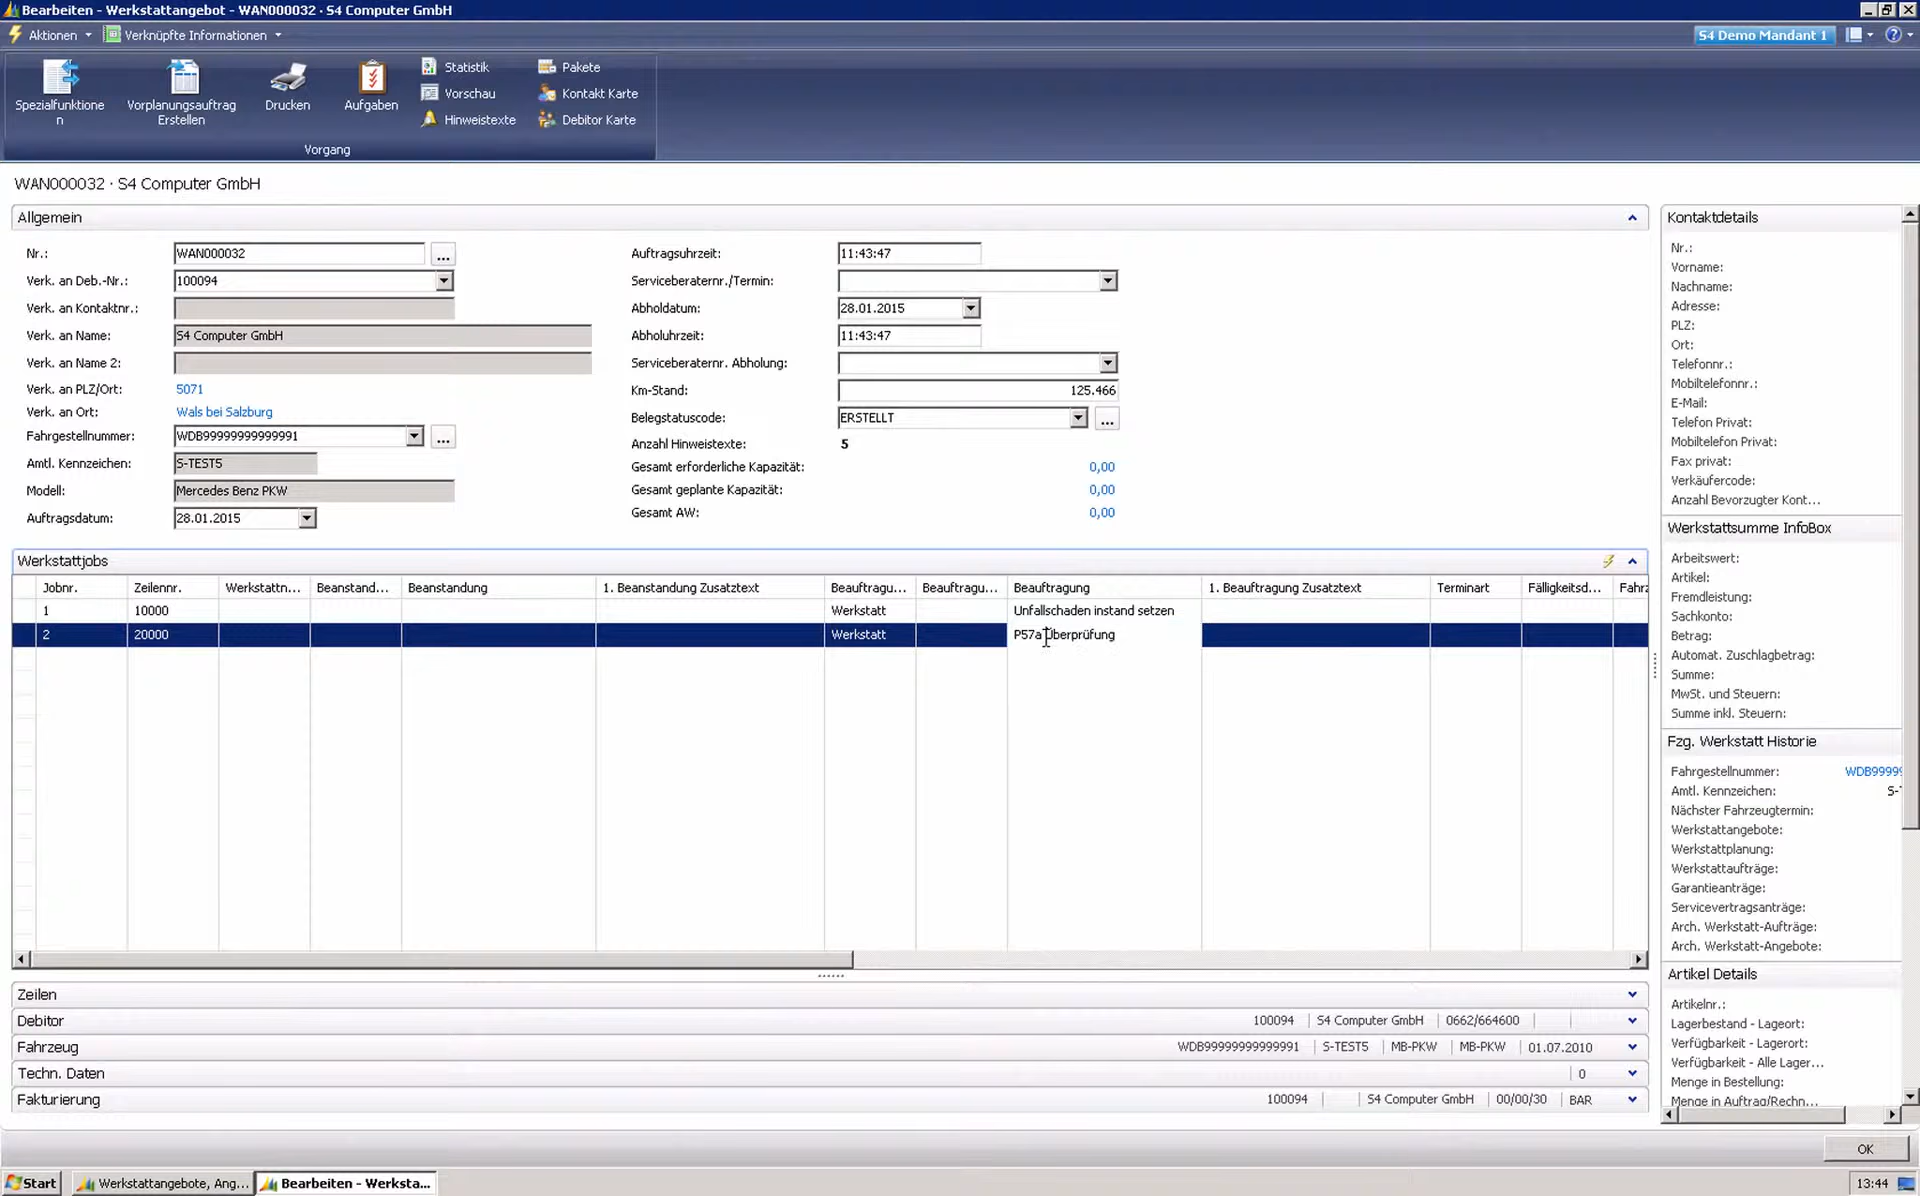 Bearbeiten - Werkstattangebot - WAN000032 · S4 Computer GmbH
Aktionen
Verknüpfte Informationen
S4 Demo Mandant 1
Spezialfunktione
n
Vorplanungsauftrag
Erstellen
Drucken
Aufgaben
Statistik
Vorschau
Hinweistexte
Pakete
Kontakt Karte
Debitor Karte
Vorgang
WAN000032 · S4 Computer GmbH
Allgemein
Nr.: WAN000032 ...
Verk. an Deb.-Nr.: 100094
Verk. an Kontaktnr.:
Verk. an Name: S4 Computer GmbH
Verk. an Name 2:
Verk. an PLZ/Ort: 5071
Verk. an Ort: Wals bei Salzburg
Fahrgestellnummer: WDB99999999999991 ...
Amtl. Kennzeichen: S-TEST5
Modell: Mercedes Benz PKW
Auftragsdatum: 28.01.2015
Auftragsuhrzeit: 11:43:47
Serviceberaternr./Termin:
Abholdatum: 28.01.2015
Abholuhrzeit: 11:43:47
Serviceberaternr. Abholung:
Km-Stand: 125.466
Belegstatuscode: ERSTELLT ...
Anzahl Hinweistexte: 5
Gesamt erforderliche Kapazität: 0,00
Gesamt geplante Kapazität: 0,00
Gesamt AW: 0,00
Werkstattjobs
Jobnr. Zeilennr. Werkstattn... Beanstand... Beanstandung 1. Beanstandung Zusatztext Beauftragu... Beauftragu... Beauftragung 1. Beauftragung Zusatztext Terminart Fälligkeitsd... Fahrz
1 10000 Werkstatt Unfallschaden instand setzen
2 20000 Werkstatt P57a Überprüfung
Zeilen
Debitor 100094 S4 Computer GmbH 0662/664600
Fahrzeug WDB99999999999991 S-TEST5 MB-PKW MB-PKW 01.07.2010
Techn. Daten 0
Fakturierung 100094 S4 Computer GmbH 00/00/30 BAR
Kontaktdetails
Nr.:
Vorname:
Nachname:
Adresse:
PLZ:
Ort:
Telefonnr.:
Mobiltelefonnr.:
E-Mail:
Telefon Privat:
Mobiltelefon Privat:
Fax privat:
Verkäufercode:
Anzahl Bevorzugter Kont...
Werkstattsumme InfoBox
Arbeitswert:
Artikel:
Fremdleistung:
Sachkonto:
Betrag:
Automat. Zuschlagbetrag:
Summe:
MwSt. und Steuern:
Summe inkl. Steuern:
Fzg. Werkstatt Historie
Fahrgestellnummer: WDB9999
Amtl. Kennzeichen: S-
Nächster Fahrzeugtermin:
Werkstattangebote:
Werkstattplanung:
Werkstattaufträge:
Garantieanträge:
Servicevertragsanträge:
Arch. Werkstatt-Aufträge:
Arch. Werkstatt-Angebote:
Artikel Details
Artikelnr.:
Lagerbestand - Lageort:
Verfügbarkeit - Lagerort:
Verfügbarkeit - Alle Lager...
Menge in Bestellung:
Menge in Auftrag/Rechn...
OK
Start
Werkstattangebote, Ang...
Bearbeiten - Werksta...
13:44